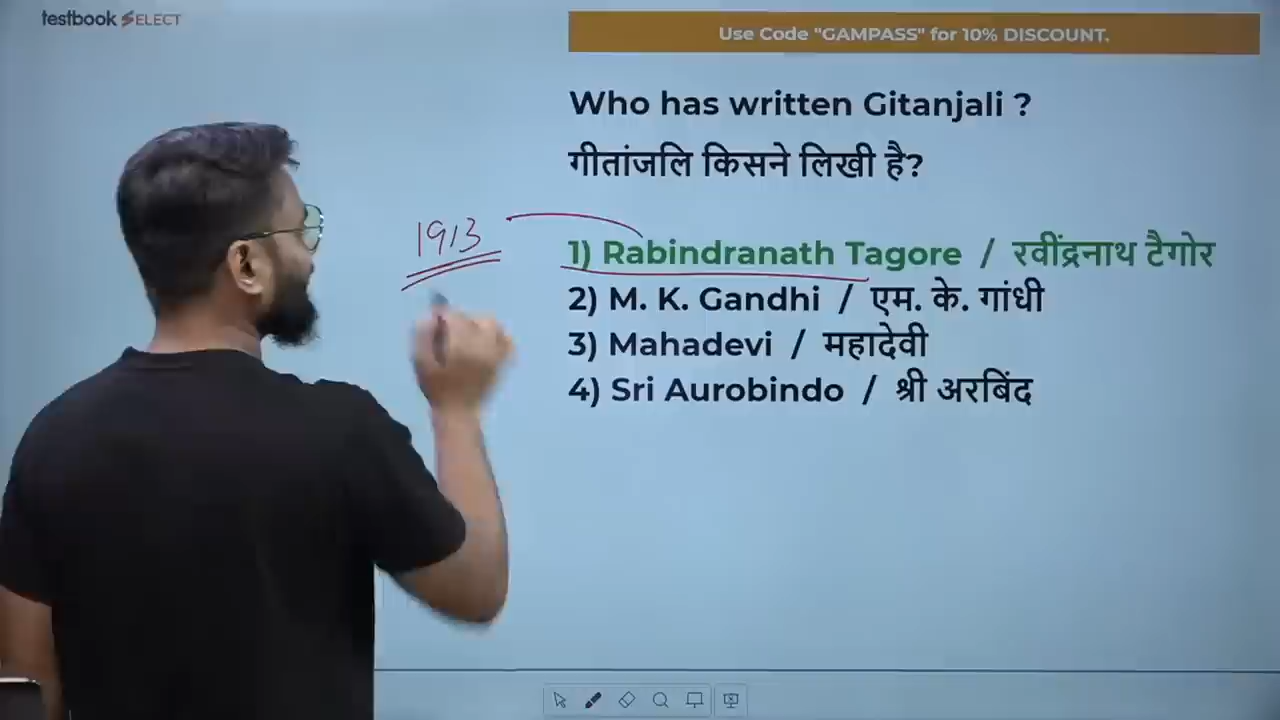 testbook SELECT
Use Code "GAMPASS" for 10% DISCOUNT.
Who has written Gitanjali ?
गीतांजलि किसने लिखी है?
1913
1) Rabindranath Tagore / रवींद्रनाथ टैगोर
2) M. K. Gandhi / एम. के. गांधी
3) Mahadevi / महादेवी
4) Sri Aurobindo / श्री अरबिंद